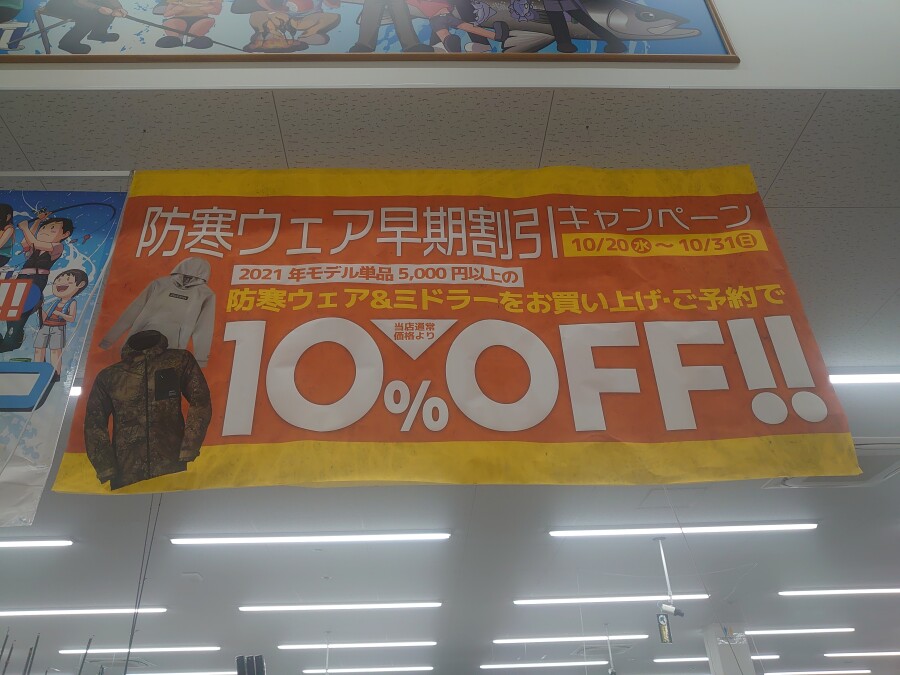 防寒ウェア早期割引キャンペーン
10/20水～10/31日
2021年モデル単品5,000円以上の
防寒ウェア&ミドラーをお買い上げ・ご予約で
当店通常
価格より
10%OFF!!
!!